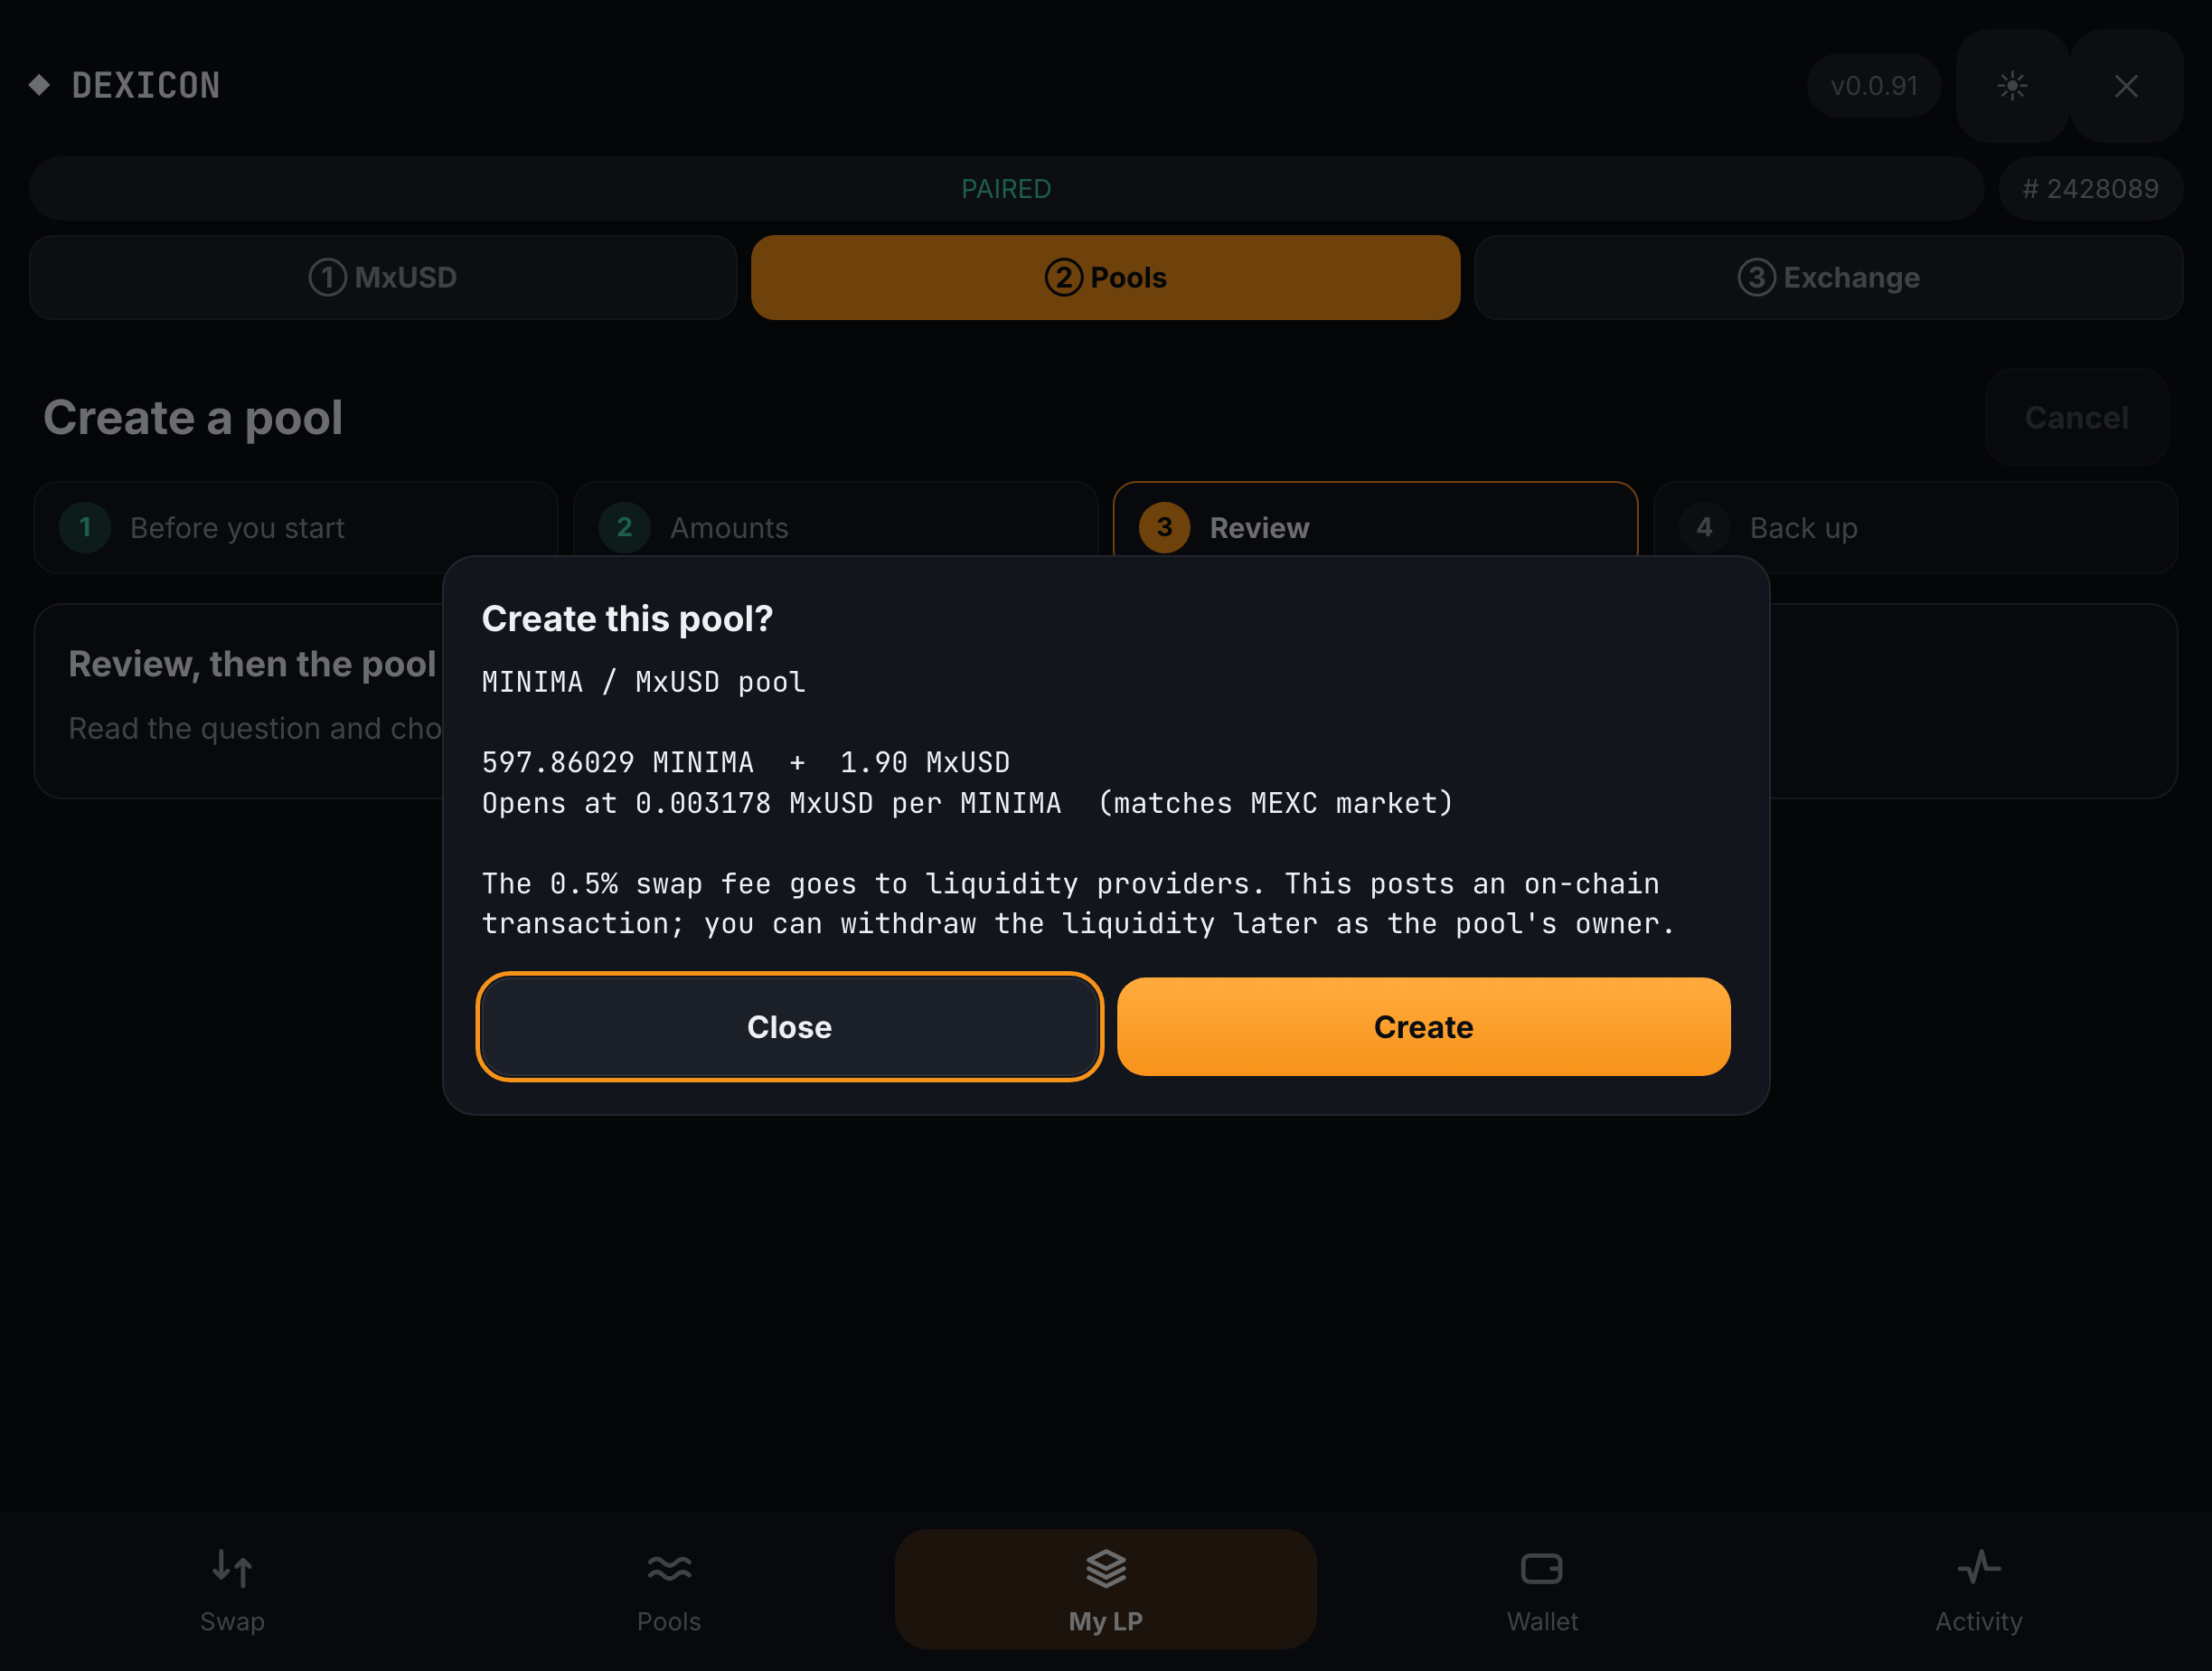 DEXICON
v0.0.91
PAIRED
# 2428089
1 MxUSD
2 Pools
3 Exchange
Create a pool
Cancel
1 Before you start
2 Amounts
3 Review
4 Back up
Review, then the pool
Read the question and cho
Create this pool?
MINIMA / MxUSD pool
597.86029 MINIMA + 1.90 MxUSD
Opens at 0.003178 MxUSD per MINIMA (matches MEXC market)
The 0.5% swap fee goes to liquidity providers. This posts an on-chain
transaction; you can withdraw the liquidity later as the pool's owner.
Close
Create
Swap
Pools
My LP
Wallet
Activity